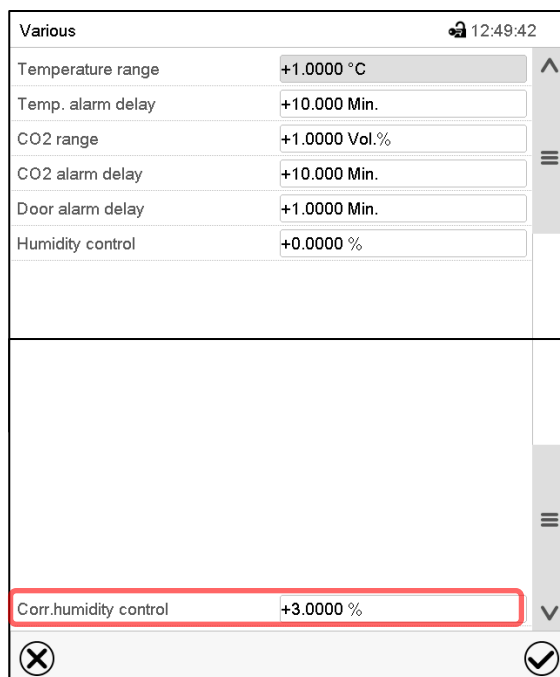 Various 12:49:42
Temperature range +1.0000 °C
Temp. alarm delay +10.000 Min.
CO2 range +1.0000 Vol.%
CO2 alarm delay +10.000 Min.
Door alarm delay +1.0000 Min.
Humidity control +0.0000 %
Corr.humidity control +3.0000 %